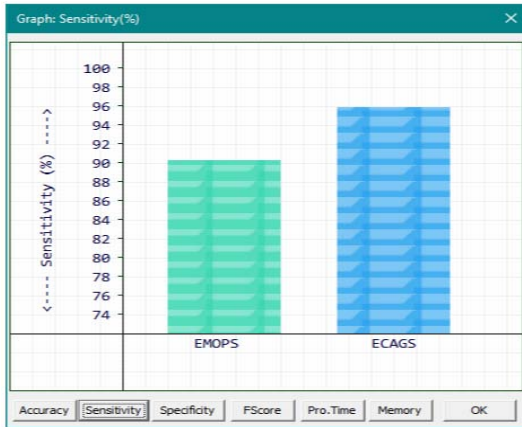 Graph: Sensitivity(%)
100
98
96
94
92
90
88
86
84
82
80
78
76
74
<---- Sensitivity (%) ---->
EMOPS
ECAGS
Accuracy Sensitivity Specificity FScore Pro.Time Memory OK